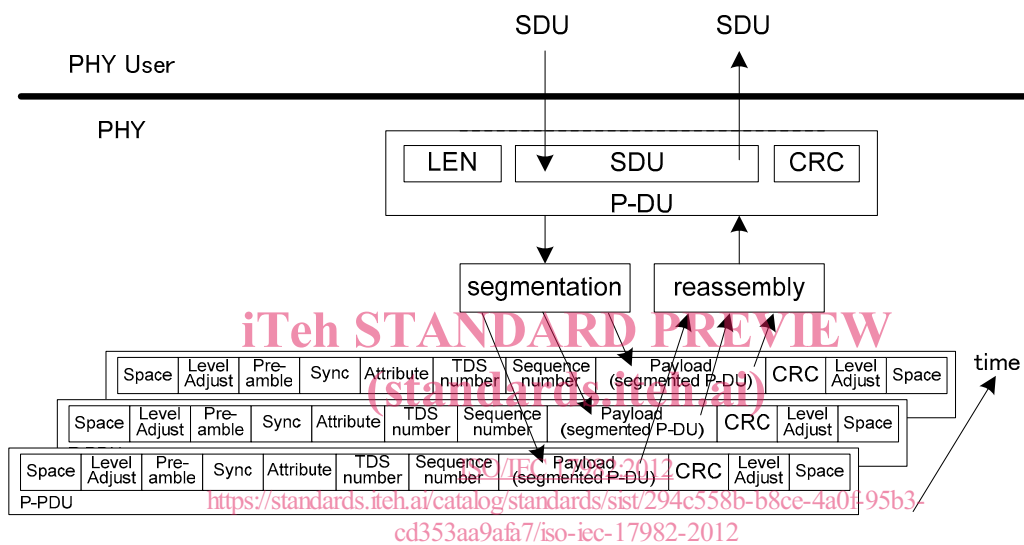 SDU SDU
PHY User
PHY
LEN SDU CRC
P-DU
segmentation reassembly
iTeh STANDARD PREVIEW
(standards.iteh.ai)
time
Space Level Adjust Pre-amble Sync Attribute TDS number Sequence number Payload (segmented P-DU) CRC Level Adjust Space
Space Level Adjust Pre-amble Sync Attribute TDS number Sequence number Payload (segmented P-DU) CRC Level Adjust Space
Space Level Adjust Pre-amble Sync Attribute TDS number Sequence number Payload (segmented P-DU) CRC Level Adjust Space
P-PDU
ISO/IEC 17982:2012
https://standards.iteh.ai/catalog/standards/sist/294c558b-b8ce-4a0f-95b3-
cd353aa9afa7/iso-iec-17982-2012